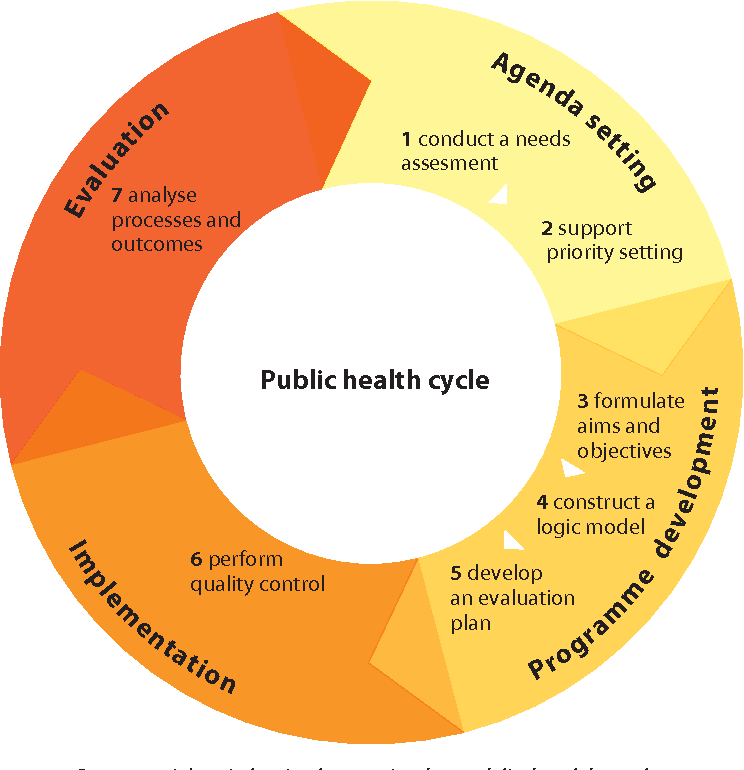 Agenda setting
1 conduct a needs
assesment
2 support
priority setting
Programme development
3 formulate
aims and
objectives
4 construct a
logic model
5 develop
an evaluation
plan
Implementation
6 perform
quality control
Evaluation
7 analyse
processes and
outcomes
Public health cycle